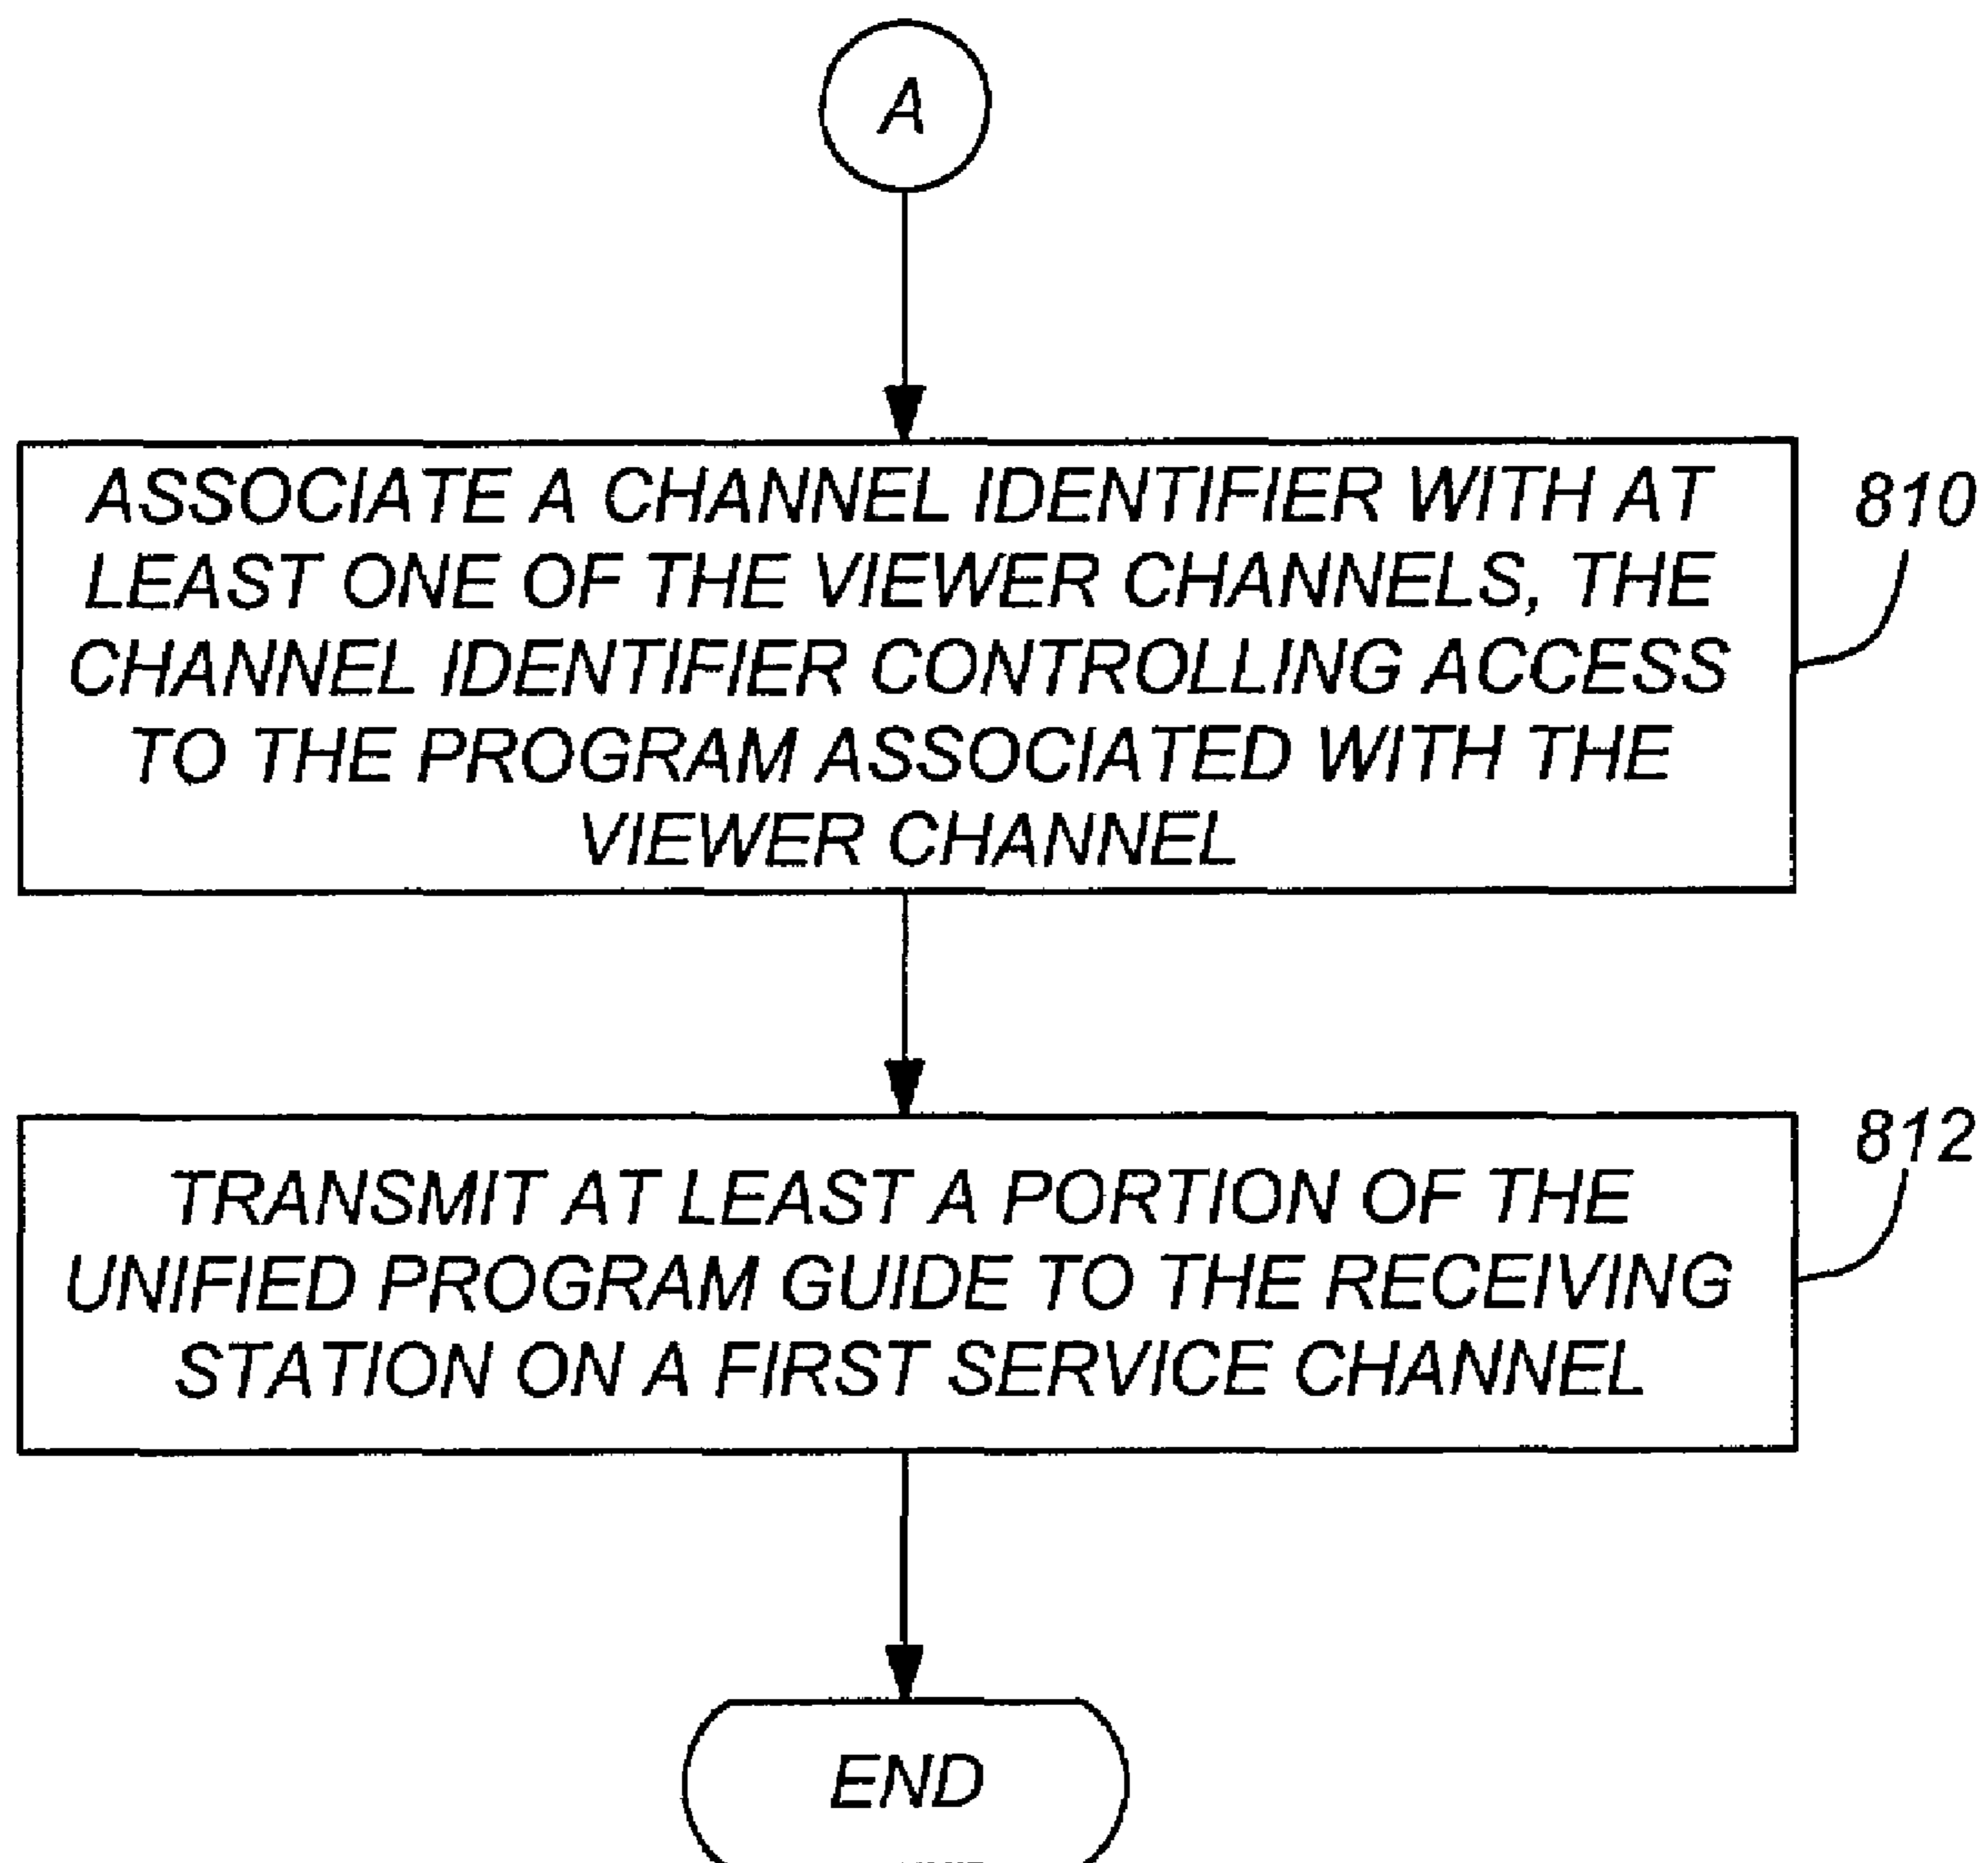 A
ASSOCIATE A CHANNEL IDENTIFIER WITH AT
LEAST ONE OF THE VIEWER CHANNELS, THE
CHANNEL IDENTIFIER CONTROLLING ACCESS
TO THE PROGRAM ASSOCIATED WITH THE
VIEWER CHANNEL
810
TRANSMIT AT LEAST A PORTION OF THE
UNIFIED PROGRAM GUIDE TO THE RECEIVING
STATION ON A FIRST SERVICE CHANNEL
812
END